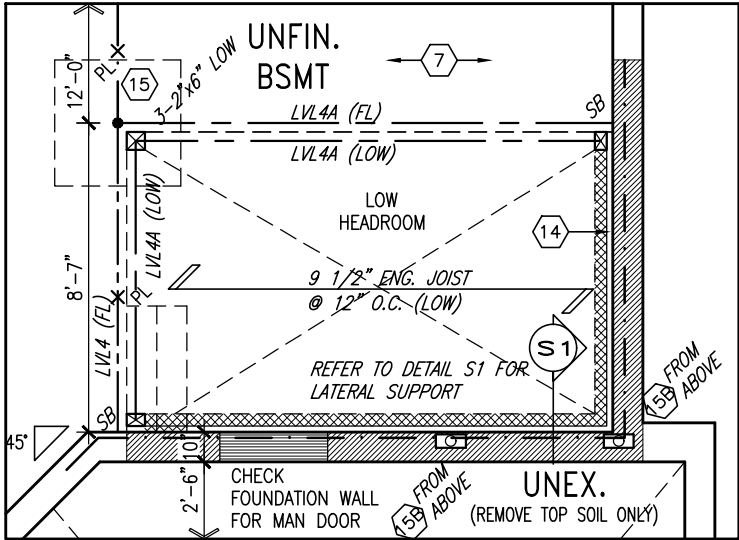 UNFIN.
BSMT
7
12'-0"
PL
15
3-2"x6" LOW
SB
LVL4A (FL)
LVL4A (LOW)
LOW
HEADROOM
14
LVL4A (LOW)
8'-7"
9 1/2" ENG. JOIST
@ 12" O.C. (LOW)
PL
LVL4 (FL)
S1
REFER TO DETAIL S1 FOR
LATERAL SUPPORT
SB
45°
15B
FROM
ABOVE
10"
2'-6"
CHECK
FOUNDATION WALL
FOR MAN DOOR
15B
FROM
ABOVE
UNEX.
(REMOVE TOP SOIL ONLY)